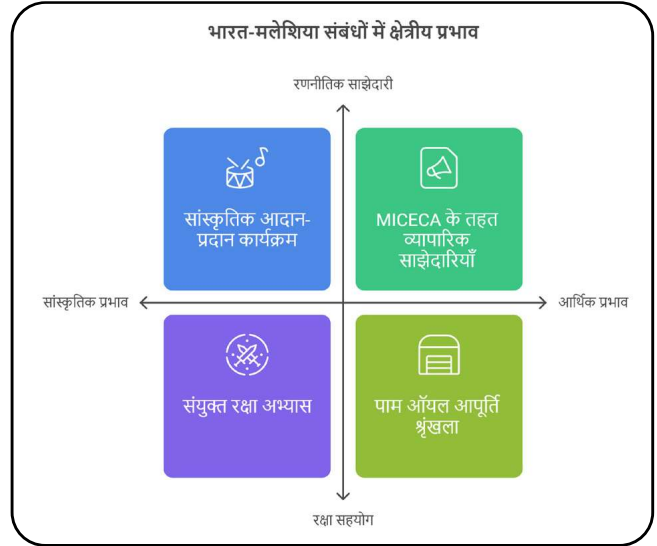 भारत-मलेशिया संबंधों में क्षेत्रीय प्रभाव
रणनीतिक साझेदारी
सांस्कृतिक आदान-
प्रदान कार्यक्रम
MICECA के तहत
व्यापारिक
साझेदारियाँ
सांस्कृतिक प्रभाव
आर्थिक प्रभाव
संयुक्त रक्षा अभ्यास
पाम ऑयल आपूर्ति
श्रृंखला
रक्षा सहयोग